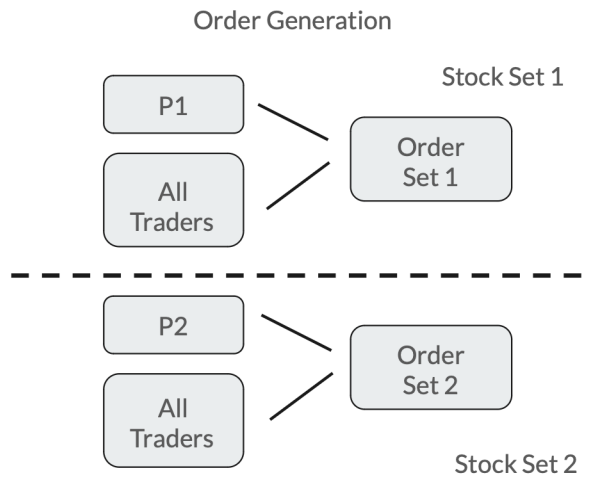 Order Generation
Stock Set 1
P1
Order
Set 1
All
Traders
P2
Order
Set 2
All
Traders
Stock Set 2